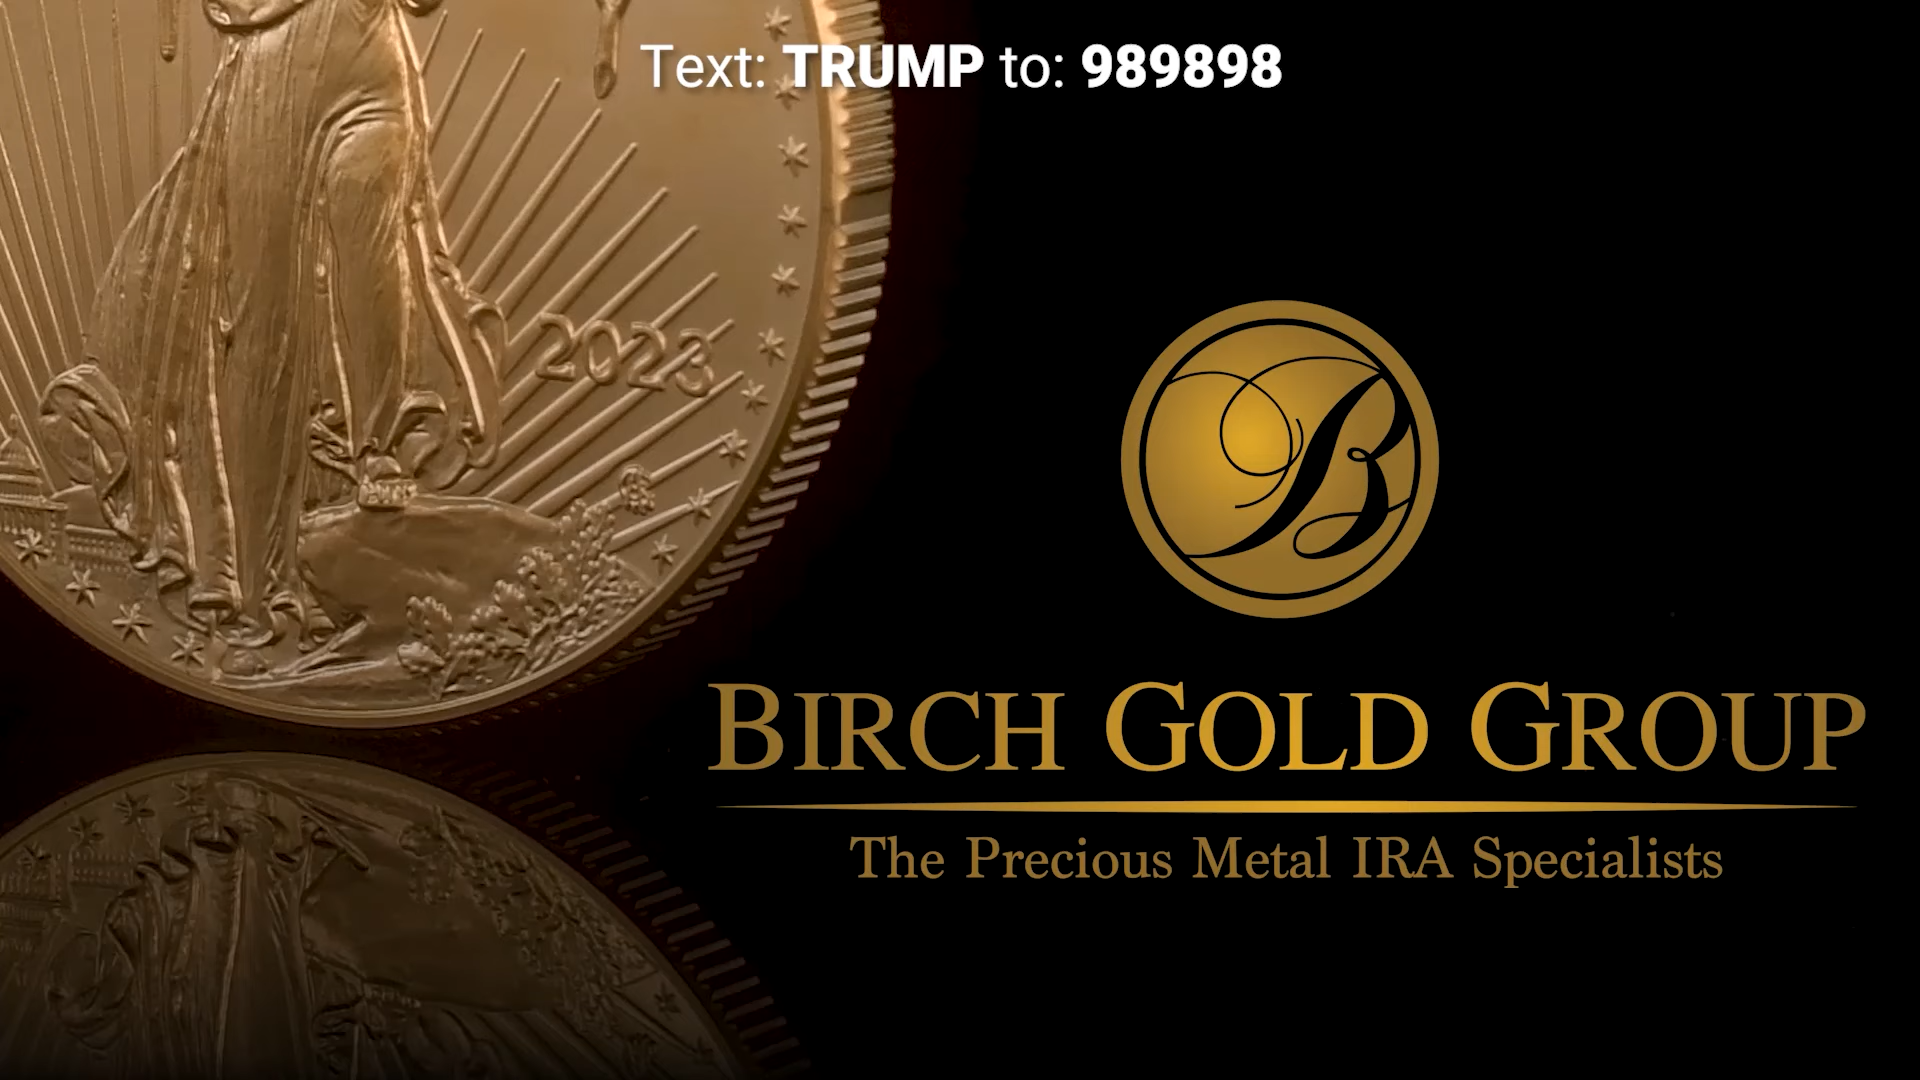 Text: TRUMP to: 989898
2023
B
BIRCH GOLD GROUP
The Precious Metal IRA Specialists